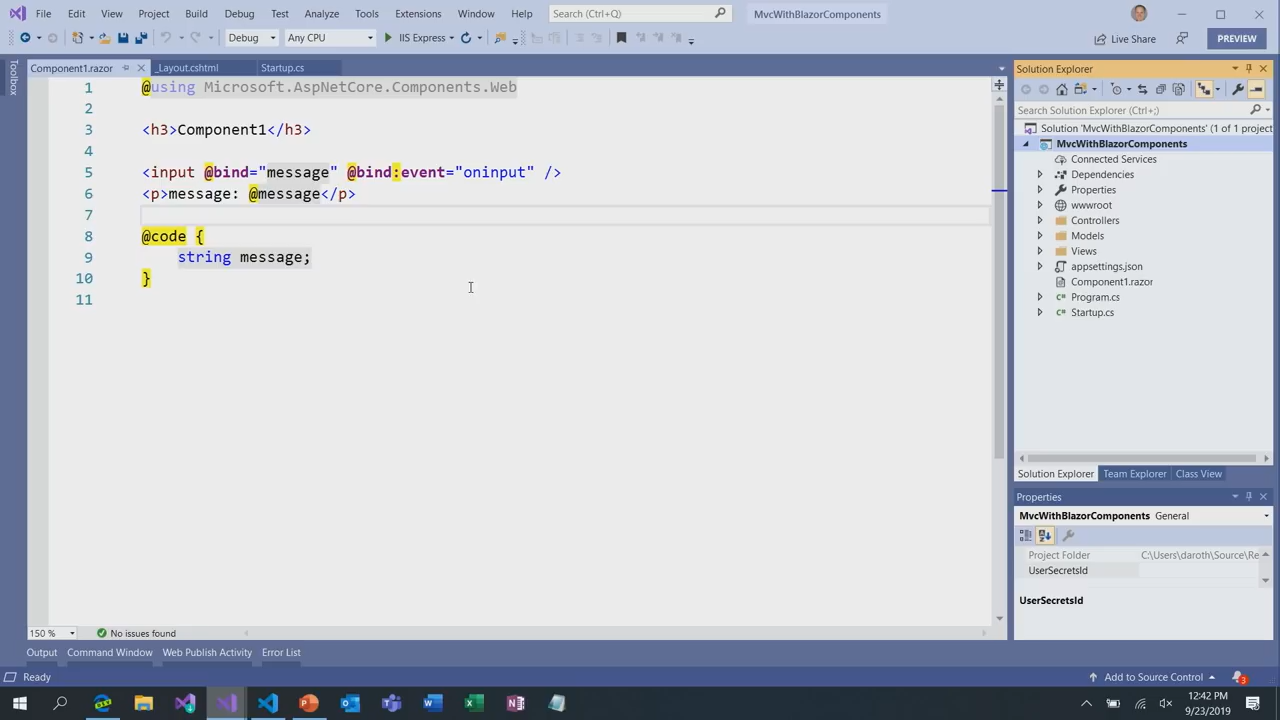 File Edit View Project Build Debug Test Analyze Tools Extensions Window Help Search (Ctrl+Q) MvcWithBlazorComponents
Debug Any CPU IIS Express Live Share PREVIEW
Toolbox
Component1.razor _Layout.cshtml Startup.cs
1 @using Microsoft.AspNetCore.Components.Web
2
3 <h3>Component1</h3>
4
5 <input @bind="message" @bind:event="oninput" />
6 <p>message: @message</p>
7
8 @code {
9 string message;
10 }
11
150 % No issues found
Output Command Window Web Publish Activity Error List
Solution Explorer
Search Solution Explorer (Ctrl+;)
Solution 'MvcWithBlazorComponents' (1 of 1 project
MvcWithBlazorComponents
Connected Services
Dependencies
Properties
wwwroot
Controllers
Models
Views
appsettings.json
Component1.razor
C# Program.cs
C# Startup.cs
Solution Explorer Team Explorer Class View
Properties
MvcWithBlazorComponents General
Project Folder C:\Users\daroth\Source\Re
UserSecretsId
UserSecretsId
Ready Add to Source Control 3
12:42 PM
9/23/2019